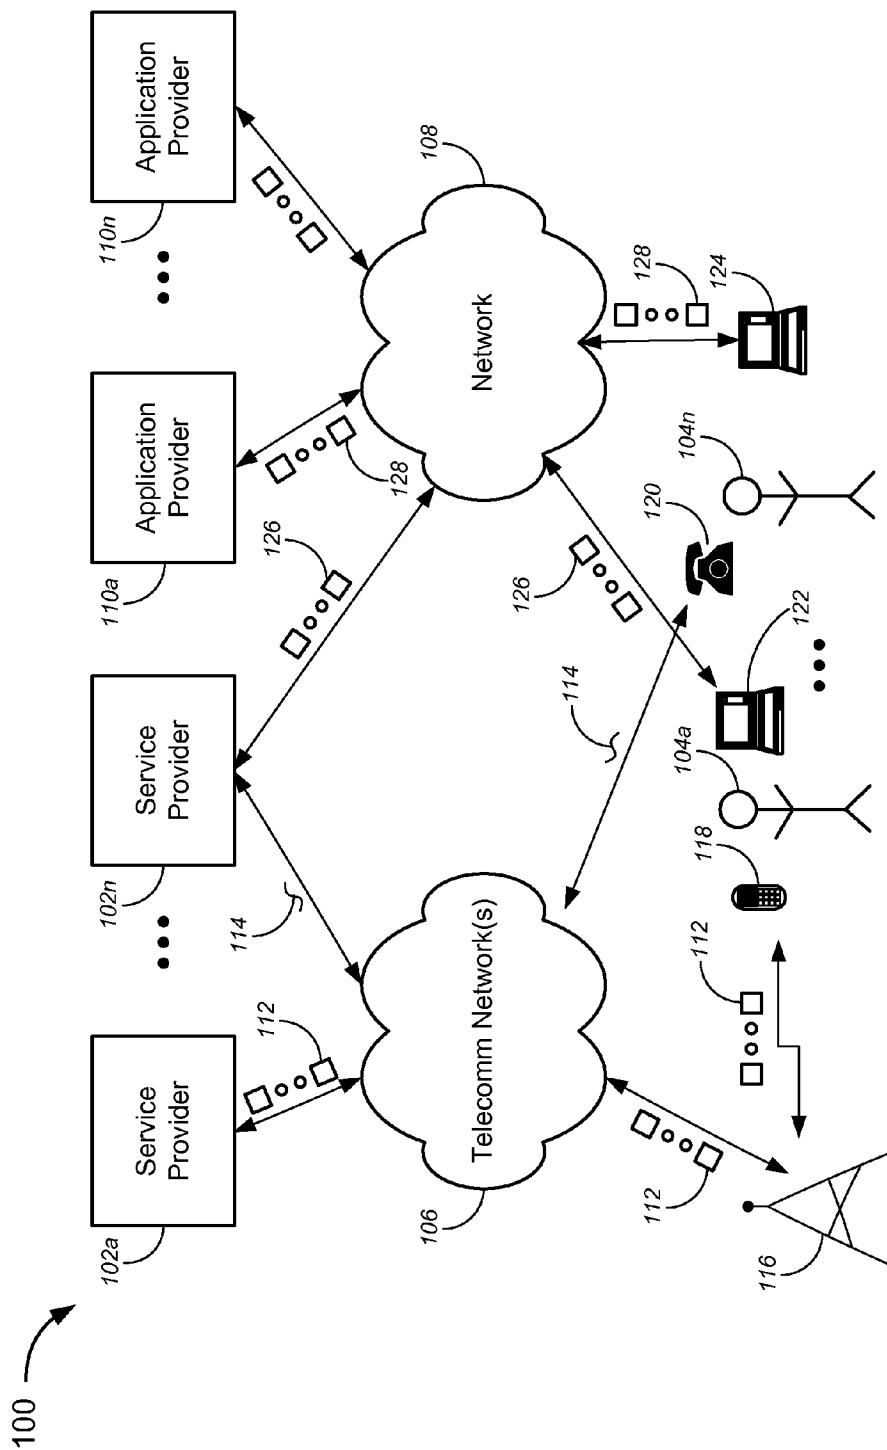 100
102a
Service
Provider
102n
Service
Provider
110a
Application
Provider
110n
Application
Provider
112
114
126
128
106
Telecomm Network(s)
Network
108
112
114
126
128
116
112
118
104a
122
120
104n
124